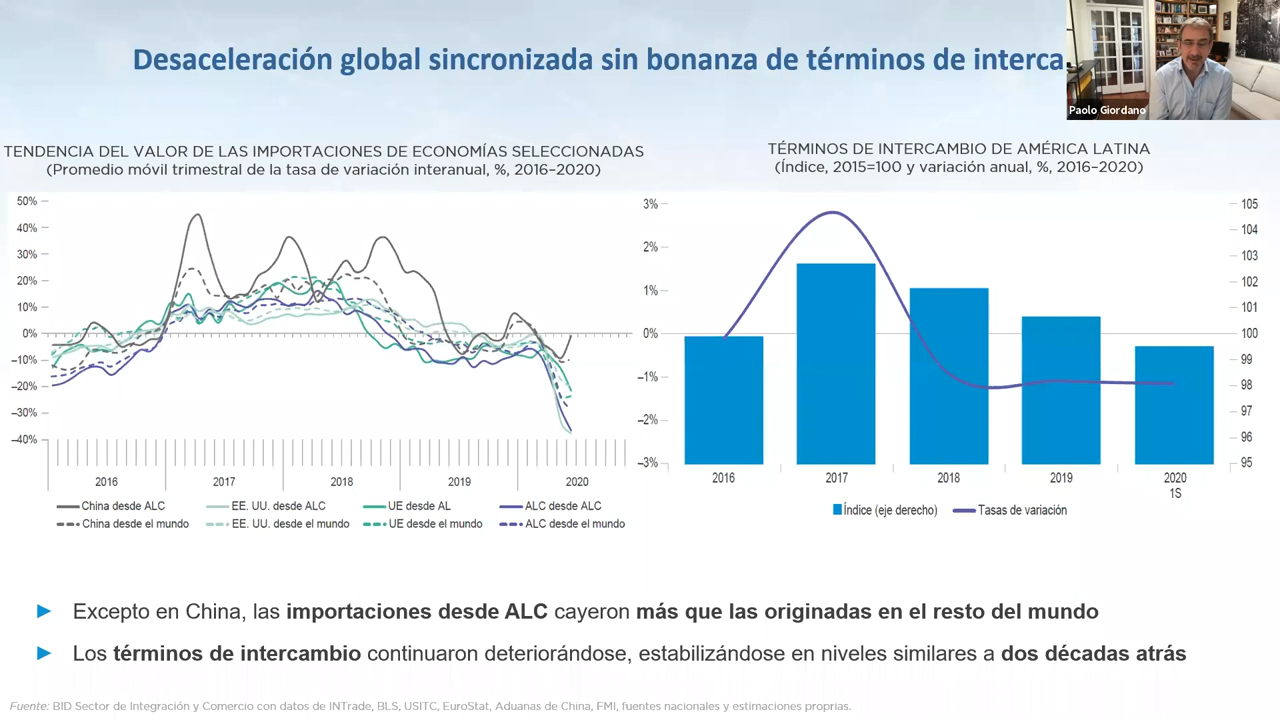 Desaceleración global sincronizada sin bonanza de términos de interca
Paolo Giordano
TENDENCIA DEL VALOR DE LAS IMPORTACIONES DE ECONOMÍAS SELECCIONADAS
(Promedio móvil trimestral de la tasa de variación interanual, %, 2016–2020)
50%
40%
30%
20%
10%
0%
–10%
–20%
–30%
–40%
2016 2017 2018 2019 2020
China desde ALC EE. UU. desde ALC UE desde AL ALC desde ALC
China desde el mundo EE. UU. desde el mundo UE desde el mundo ALC desde el mundo
TÉRMINOS DE INTERCAMBIO DE AMÉRICA LATINA
(Índice, 2015=100 y variación anual, %, 2016–2020)
3%
2%
1%
0%
–1%
–2%
–3%
105
104
103
102
101
100
99
98
97
96
95
2016 2017 2018 2019 2020
1S
Índice (eje derecho) Tasas de variación
Excepto en China, las importaciones desde ALC cayeron más que las originadas en el resto del mundo
Los términos de intercambio continuaron deteriorándose, estabilizándose en niveles similares a dos décadas atrás
Fuente: BID Sector de Integración y Comercio con datos de INTrade, BLS, USITC, EuroStat, Aduanas de China, FMI, fuentes nacionales y estimaciones proprias.